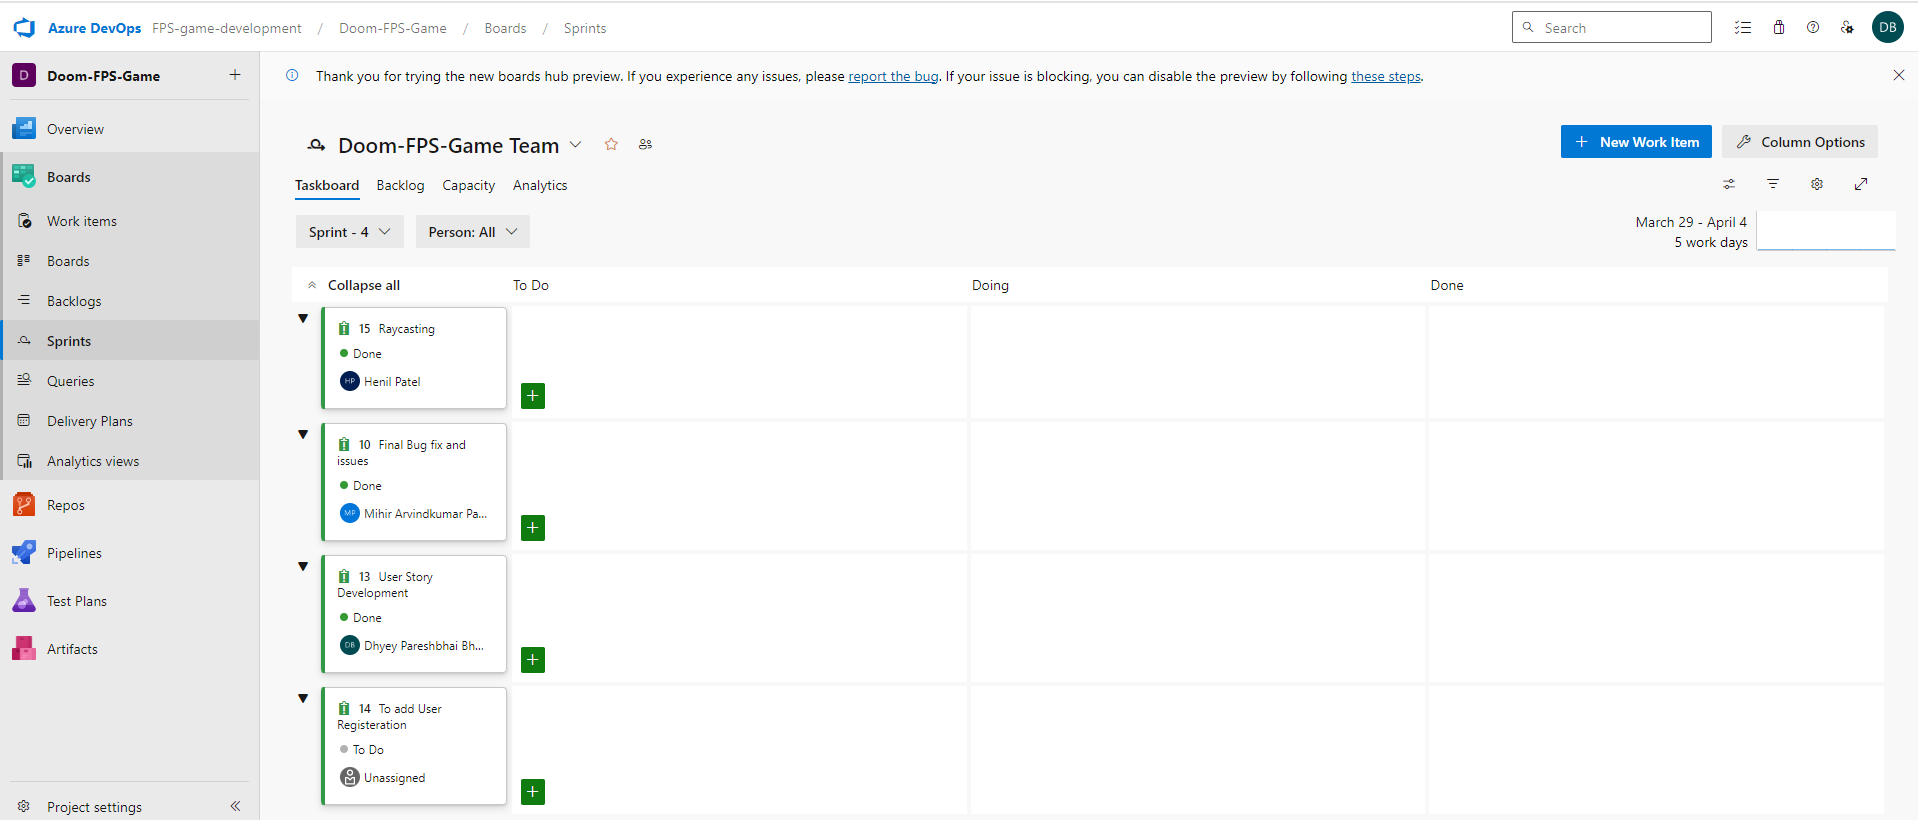 Azure DevOps FPS-game-development / Doom-FPS-Game / Boards / Sprints
Search
DB
D Doom-FPS-Game +
Thank you for trying the new boards hub preview. If you experience any issues, please report the bug. If your issue is blocking, you can disable the preview by following these steps.
Overview
Boards
Work items
Boards
Backlogs
Sprints
Queries
Delivery Plans
Analytics views
Repos
Pipelines
Test Plans
Artifacts
Project settings
Doom-FPS-Game Team
+ New Work Item
Column Options
Taskboard Backlog Capacity Analytics
Sprint - 4
Person: All
March 29 - April 4
5 work days
Collapse all To Do Doing Done
15 Raycasting
Done
HP Henil Patel
10 Final Bug fix and
issues
Done
MP Mihir Arvindkumar Pa...
13 User Story
Development
Done
DB Dhyey Pareshbhai Bh...
14 To add User
Registeration
To Do
Unassigned